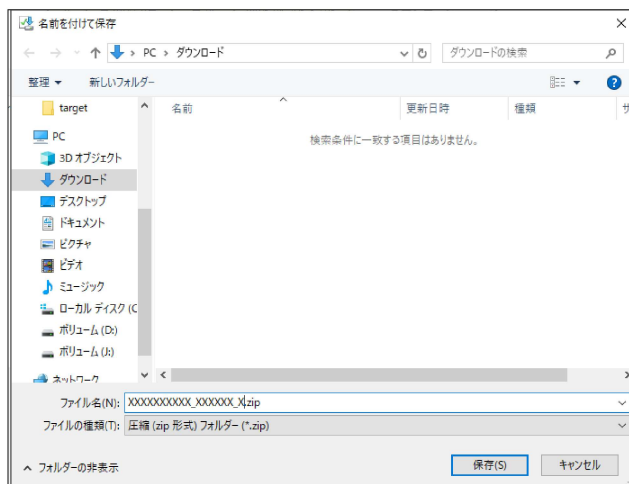 名前を付けて保存
PC > ダウンロード
ダウンロードの検索
整理
新しいフォルダー
名前
更新日時
種類
サ
検索条件に一致する項目はありません。
target
PC
3D オブジェクト
ダウンロード
デスクトップ
ドキュメント
ピクチャ
ビデオ
ミュージック
ローカル ディスク (C
ボリューム (D:)
ボリューム (J:)
ネットワーク
ファイル名(N): XXXXXXXXXX_XXXXXX_X.zip
ファイルの種類(T): 圧縮 (zip 形式) フォルダー (*.zip)
フォルダーの非表示
保存(S)
キャンセル